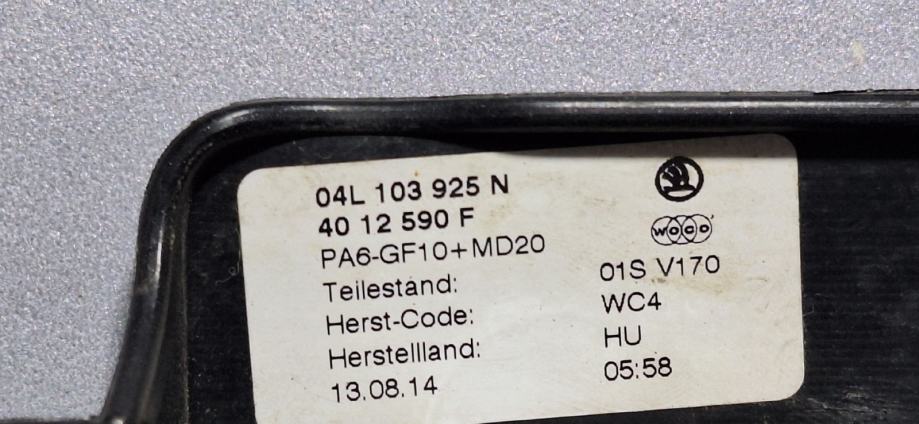 04L 103 925 N
40 12 590 F
woco
PA6-GF10+MD20
Teilestand: 01S V170
Herst-Code: WC4
Herstellland: HU
13.08.14 05:58